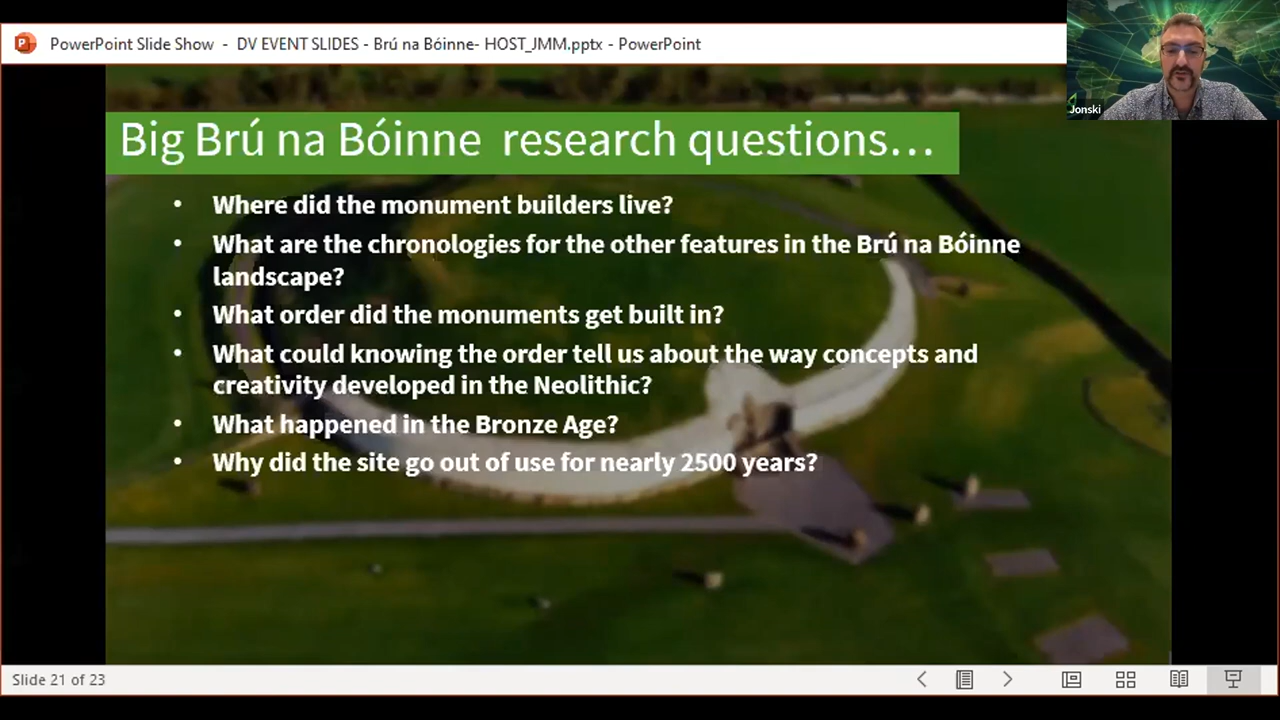 PowerPoint Slide Show - DV EVENT SLIDES - Brú na Bóinne- HOST_JMM.pptx - PowerPoint
Jonski
Big Brú na Bóinne research questions…
• Where did the monument builders live?
• What are the chronologies for the other features in the Brú na Bóinne
landscape?
• What order did the monuments get built in?
• What could knowing the order tell us about the way concepts and
creativity developed in the Neolithic?
• What happened in the Bronze Age?
• Why did the site go out of use for nearly 2500 years?
Slide 21 of 23